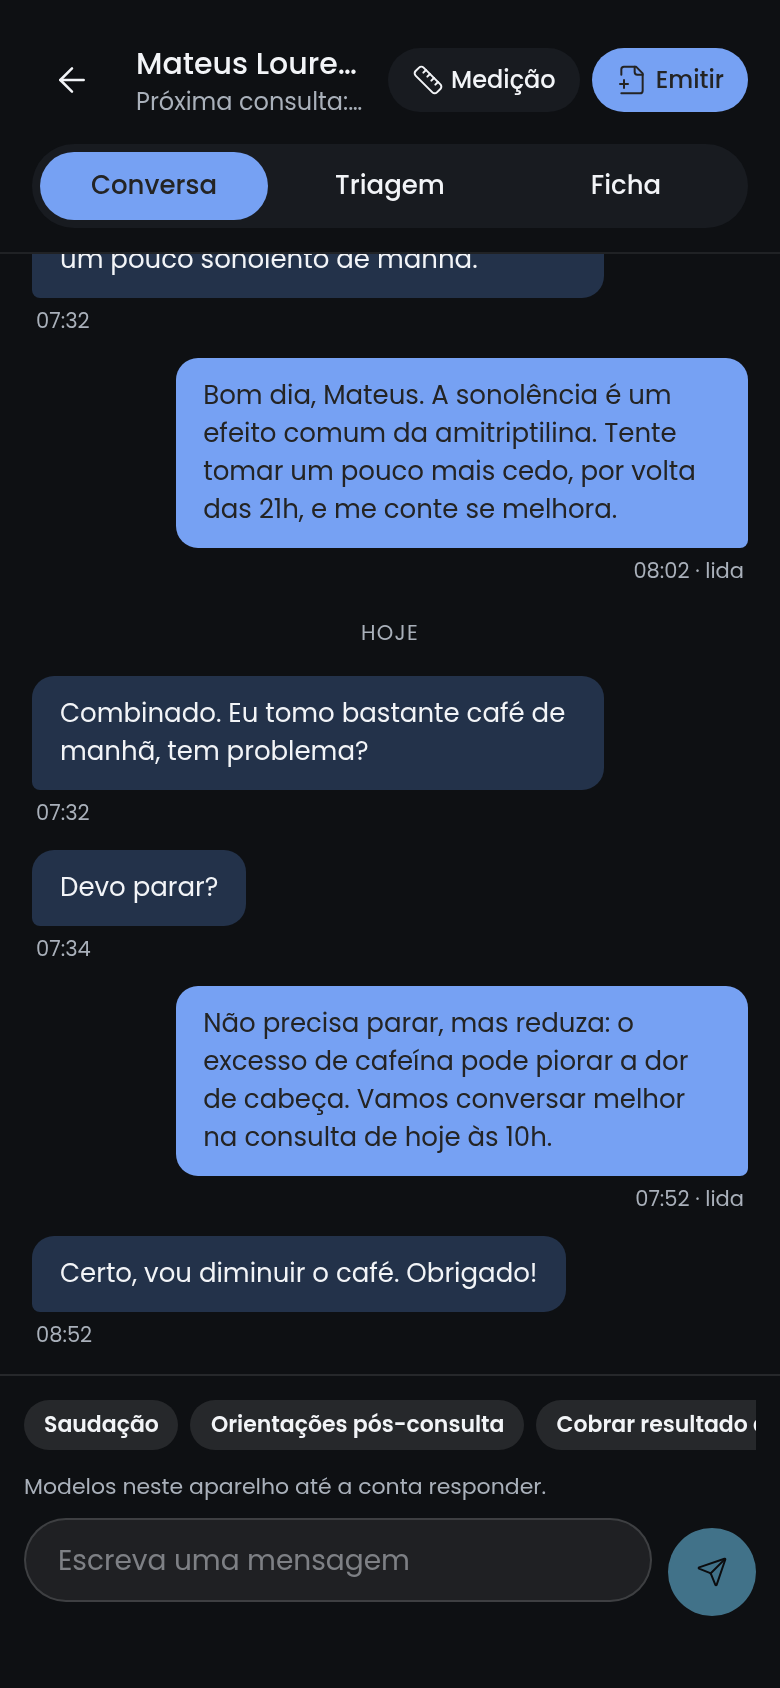 Mateus Loure...
Próxima consulta:...
Medição
Emitir
Conversa
Triagem
Ficha
um pouco sonolento de manhã.
07:32
Bom dia, Mateus. A sonolência é um
efeito comum da amitriptilina. Tente
tomar um pouco mais cedo, por volta
das 21h, e me conte se melhora.
08:02 · lida
HOJE
Combinado. Eu tomo bastante café de
manhã, tem problema?
07:32
Devo parar?
07:34
Não precisa parar, mas reduza: o
excesso de cafeína pode piorar a dor
de cabeça. Vamos conversar melhor
na consulta de hoje às 10h.
07:52 · lida
Certo, vou diminuir o café. Obrigado!
08:52
Saudação
Orientações pós-consulta
Cobrar resultado
Modelos neste aparelho até a conta responder.
Escreva uma mensagem